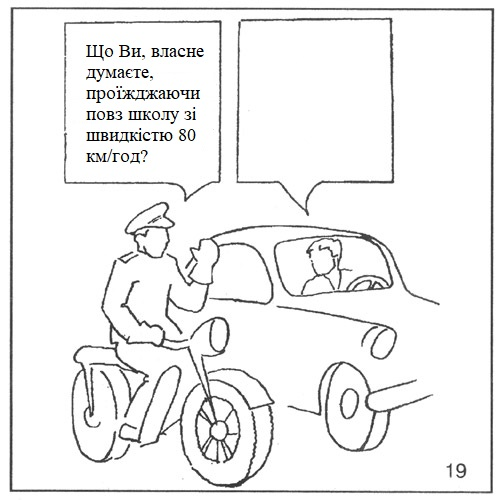 Що Ви, власне
думаєте,
проїжджаючи
повз школу зі
швидкістю 80
км/год?
19